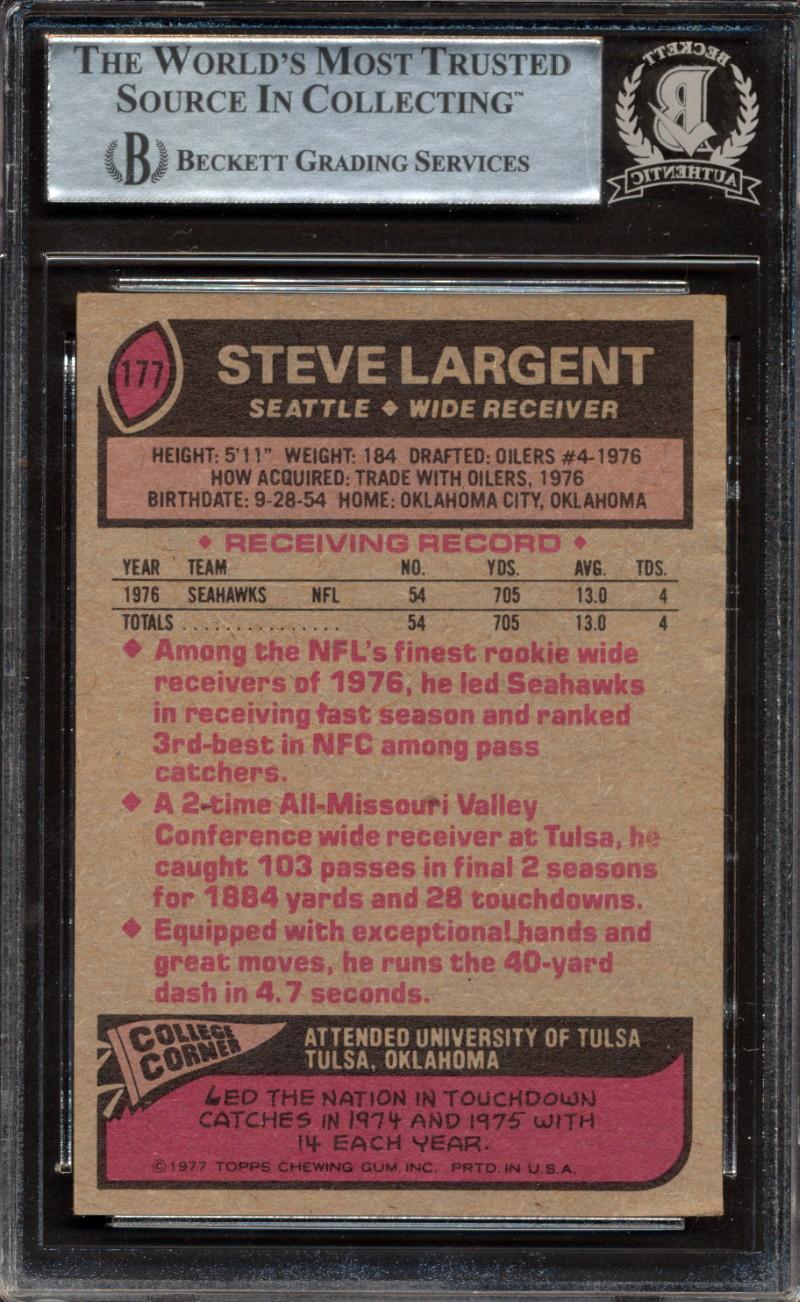 THE WORLD'S MOST TRUSTED
SOURCE IN COLLECTING™
B BECKETT GRADING SERVICES
BECKETT
B
AUTHENTIC
177
STEVE LARGENT
SEATTLE ♦ WIDE RECEIVER
HEIGHT: 5'11" WEIGHT: 184 DRAFTED: OILERS #4-1976
HOW ACQUIRED: TRADE WITH OILERS, 1976
BIRTHDATE: 9-28-54 HOME: OKLAHOMA CITY, OKLAHOMA
♦ RECEIVING RECORD ♦
YEAR TEAM NO. YDS. AVG. TDS.
1976 SEAHAWKS NFL 54 705 13.0 4
TOTALS . . . . . . . . . . . . . . . 54 705 13.0 4
♦ Among the NFL's finest rookie wide
receivers of 1976, he led Seahawks
in receiving last season and ranked
3rd-best in NFC among pass
catchers.
♦ A 2-time All-Missouri Valley
Conference wide receiver at Tulsa, he
caught 103 passes in final 2 seasons
for 1884 yards and 28 touchdowns.
♦ Equipped with exceptional hands and
great moves, he runs the 40-yard
dash in 4.7 seconds.
COLLEGE
CORNER
ATTENDED UNIVERSITY OF TULSA
TULSA, OKLAHOMA
LED THE NATION IN TOUCHDOWN
CATCHES IN 1974 AND 1975 WITH
14 EACH YEAR.
© 1977 TOPPS CHEWING GUM, INC. PRTD. IN U.S.A.